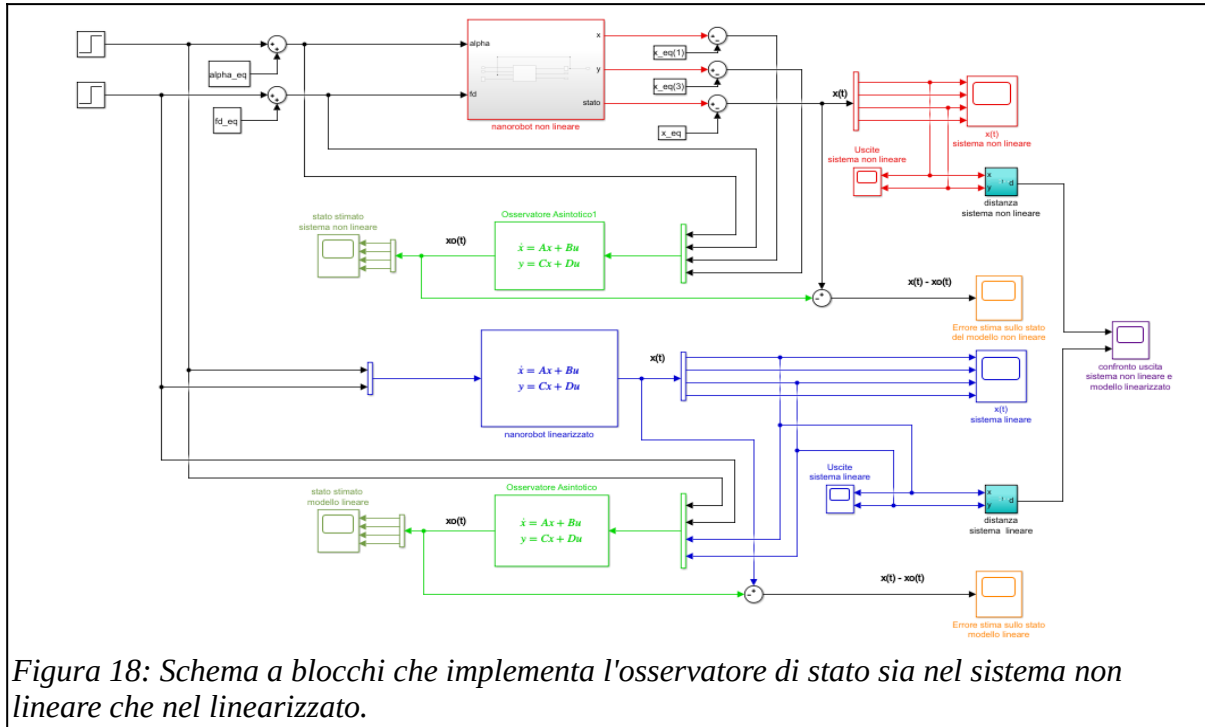 alpha_eq
fd_eq
alpha
fd
x
y
stato
nanorobot non lineare
x_eq(1)
x_eq(3)
x_eq
x(t)
x(t)
sistema non lineare
Uscite
sistema non lineare
x
y
d
distanza
sistema non lineare
stato stimato
sistema non lineare
xo(t)
Osservatore Asintotico1
ẋ = Ax + Bu
y = Cx + Du
x(t) - xo(t)
Errore stima sullo stato
del modello non lineare
confronto uscita
sistema non lineare e
modello linearizzato
ẋ = Ax + Bu
y = Cx + Du
nanorobot linearizzato
x(t)
x(t)
sistema lineare
Uscite
sistema lineare
x
y
d
distanza
sistema lineare
stato stimato
modello lineare
xo(t)
Osservatore Asintotico
ẋ = Ax + Bu
y = Cx + Du
x(t) - xo(t)
Errore stima sullo stato
modello lineare
Figura 18: Schema a blocchi che implementa l'osservatore di stato sia nel sistema non
lineare che nel linearizzato.